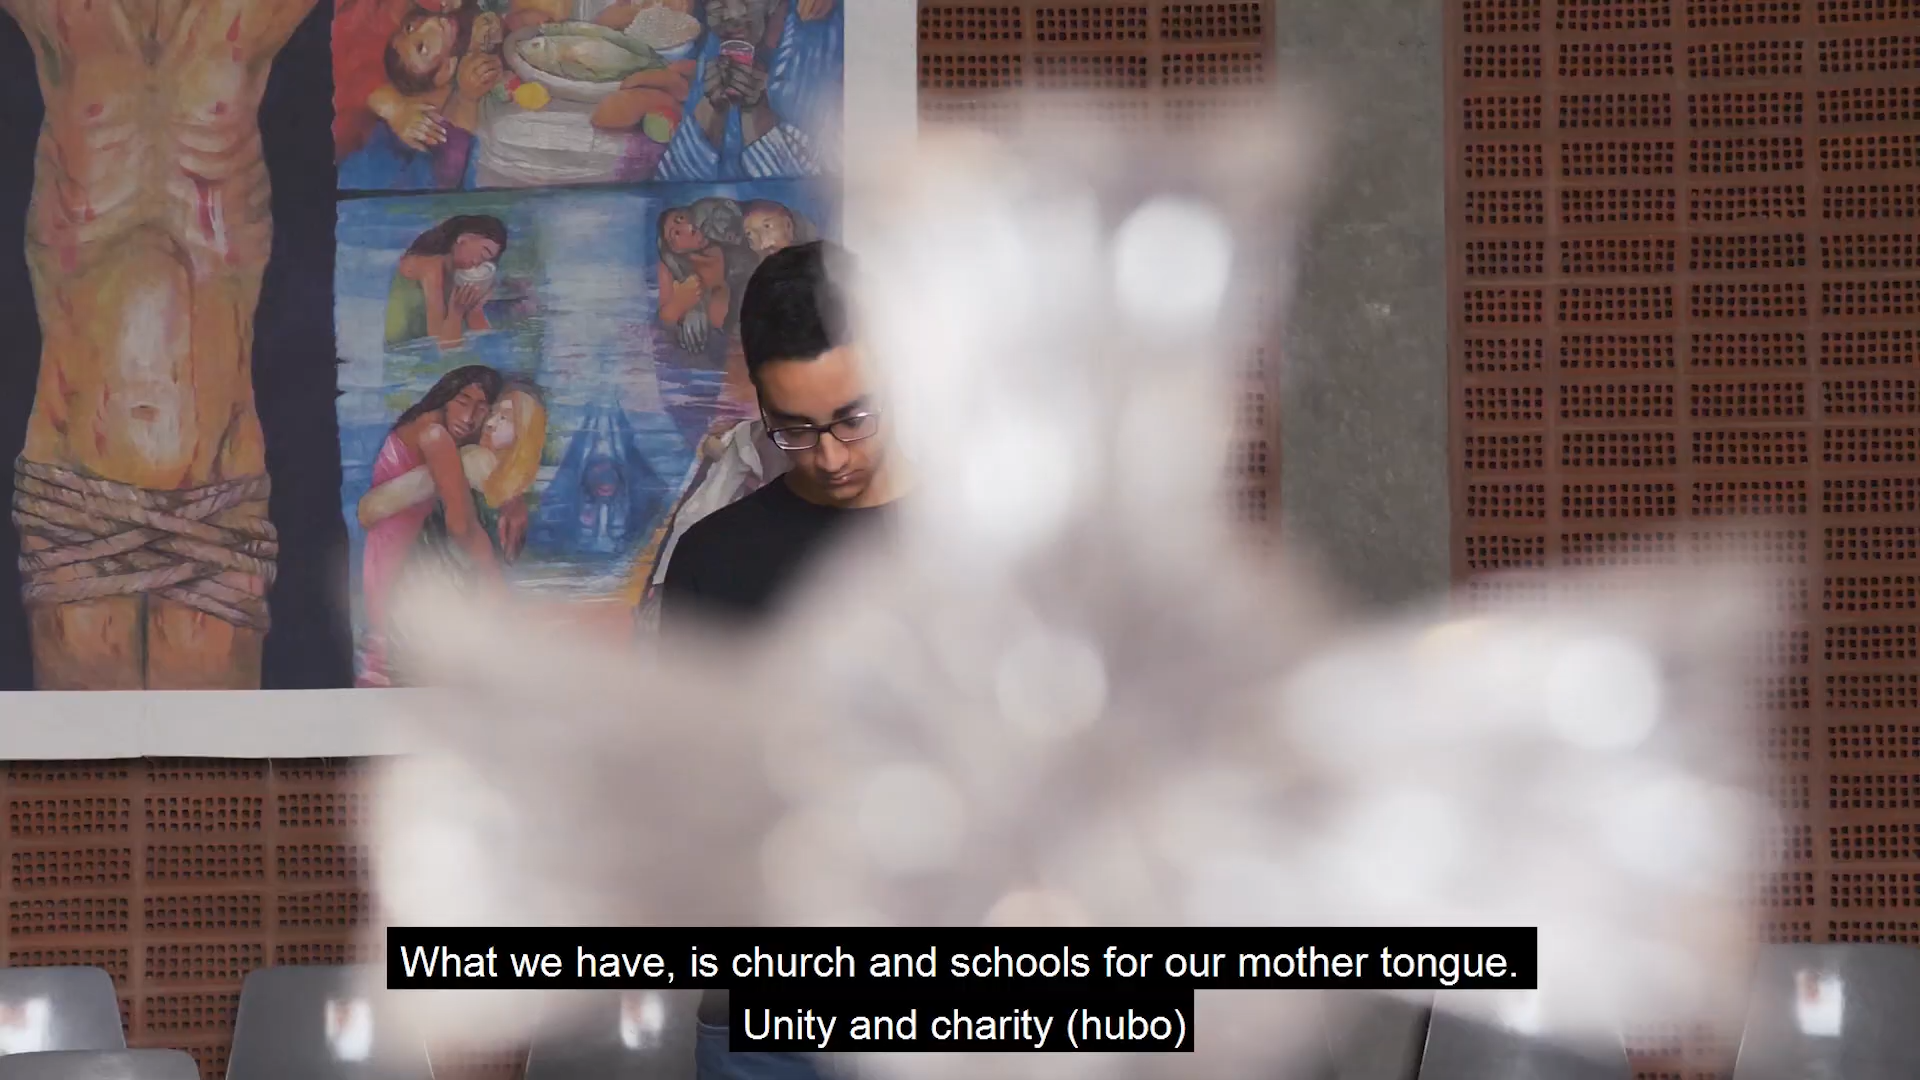 What we have, is church and schools for our mother tongue.
Unity and charity (hubo)